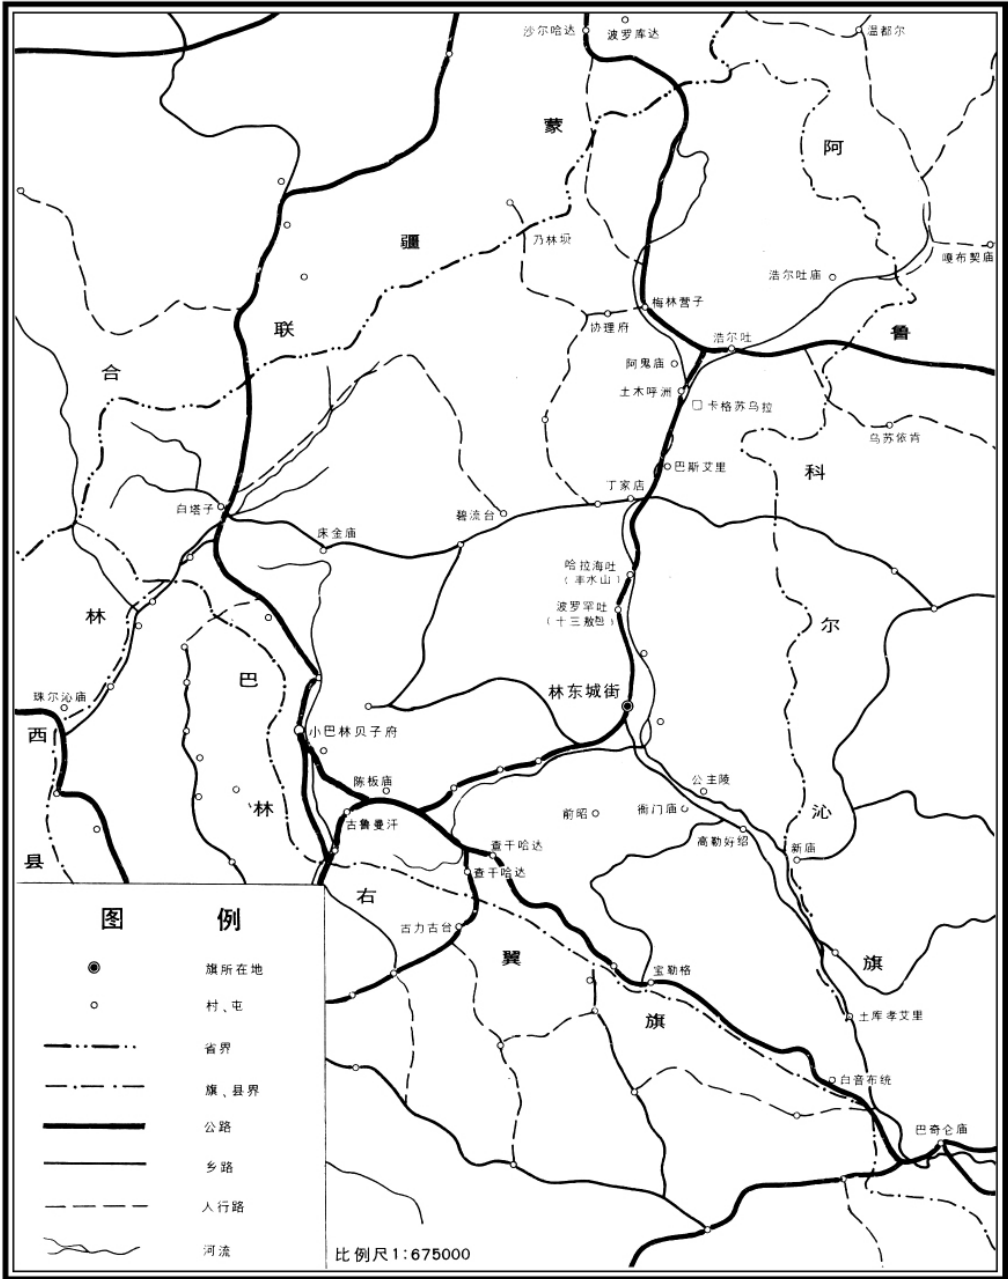 沙尔哈达
波罗库达
温都尔
蒙
阿
乃林坝
疆
嘎布契庙
浩尔吐庙
梅林营子
联
协理府
浩尔吐
鲁
合
阿鬼庙
土木呼洲
卡格苏乌拉
乌苏依肯
巴斯艾里
科
丁家店
白塔子
碧流台
床金庙
哈拉海吐
(丰水山)
波罗罕吐
(十三敖包)
林
尔
巴
林东城街
珠尔沁庙
西
小巴林贝子府
陈板庙
公主陵
林
古鲁曼汗
前昭
衙门庙
沁
高勒好绍
县
查干哈达
新庙
查干哈达
右
古力古台
翼
旗
宝勒格
旗
土库孝艾里
白音布统
巴奇仑庙
图 例
旗所在地
村、屯
省界
旗、县界
公路
乡路
人行路
河流
比例尺1:675000